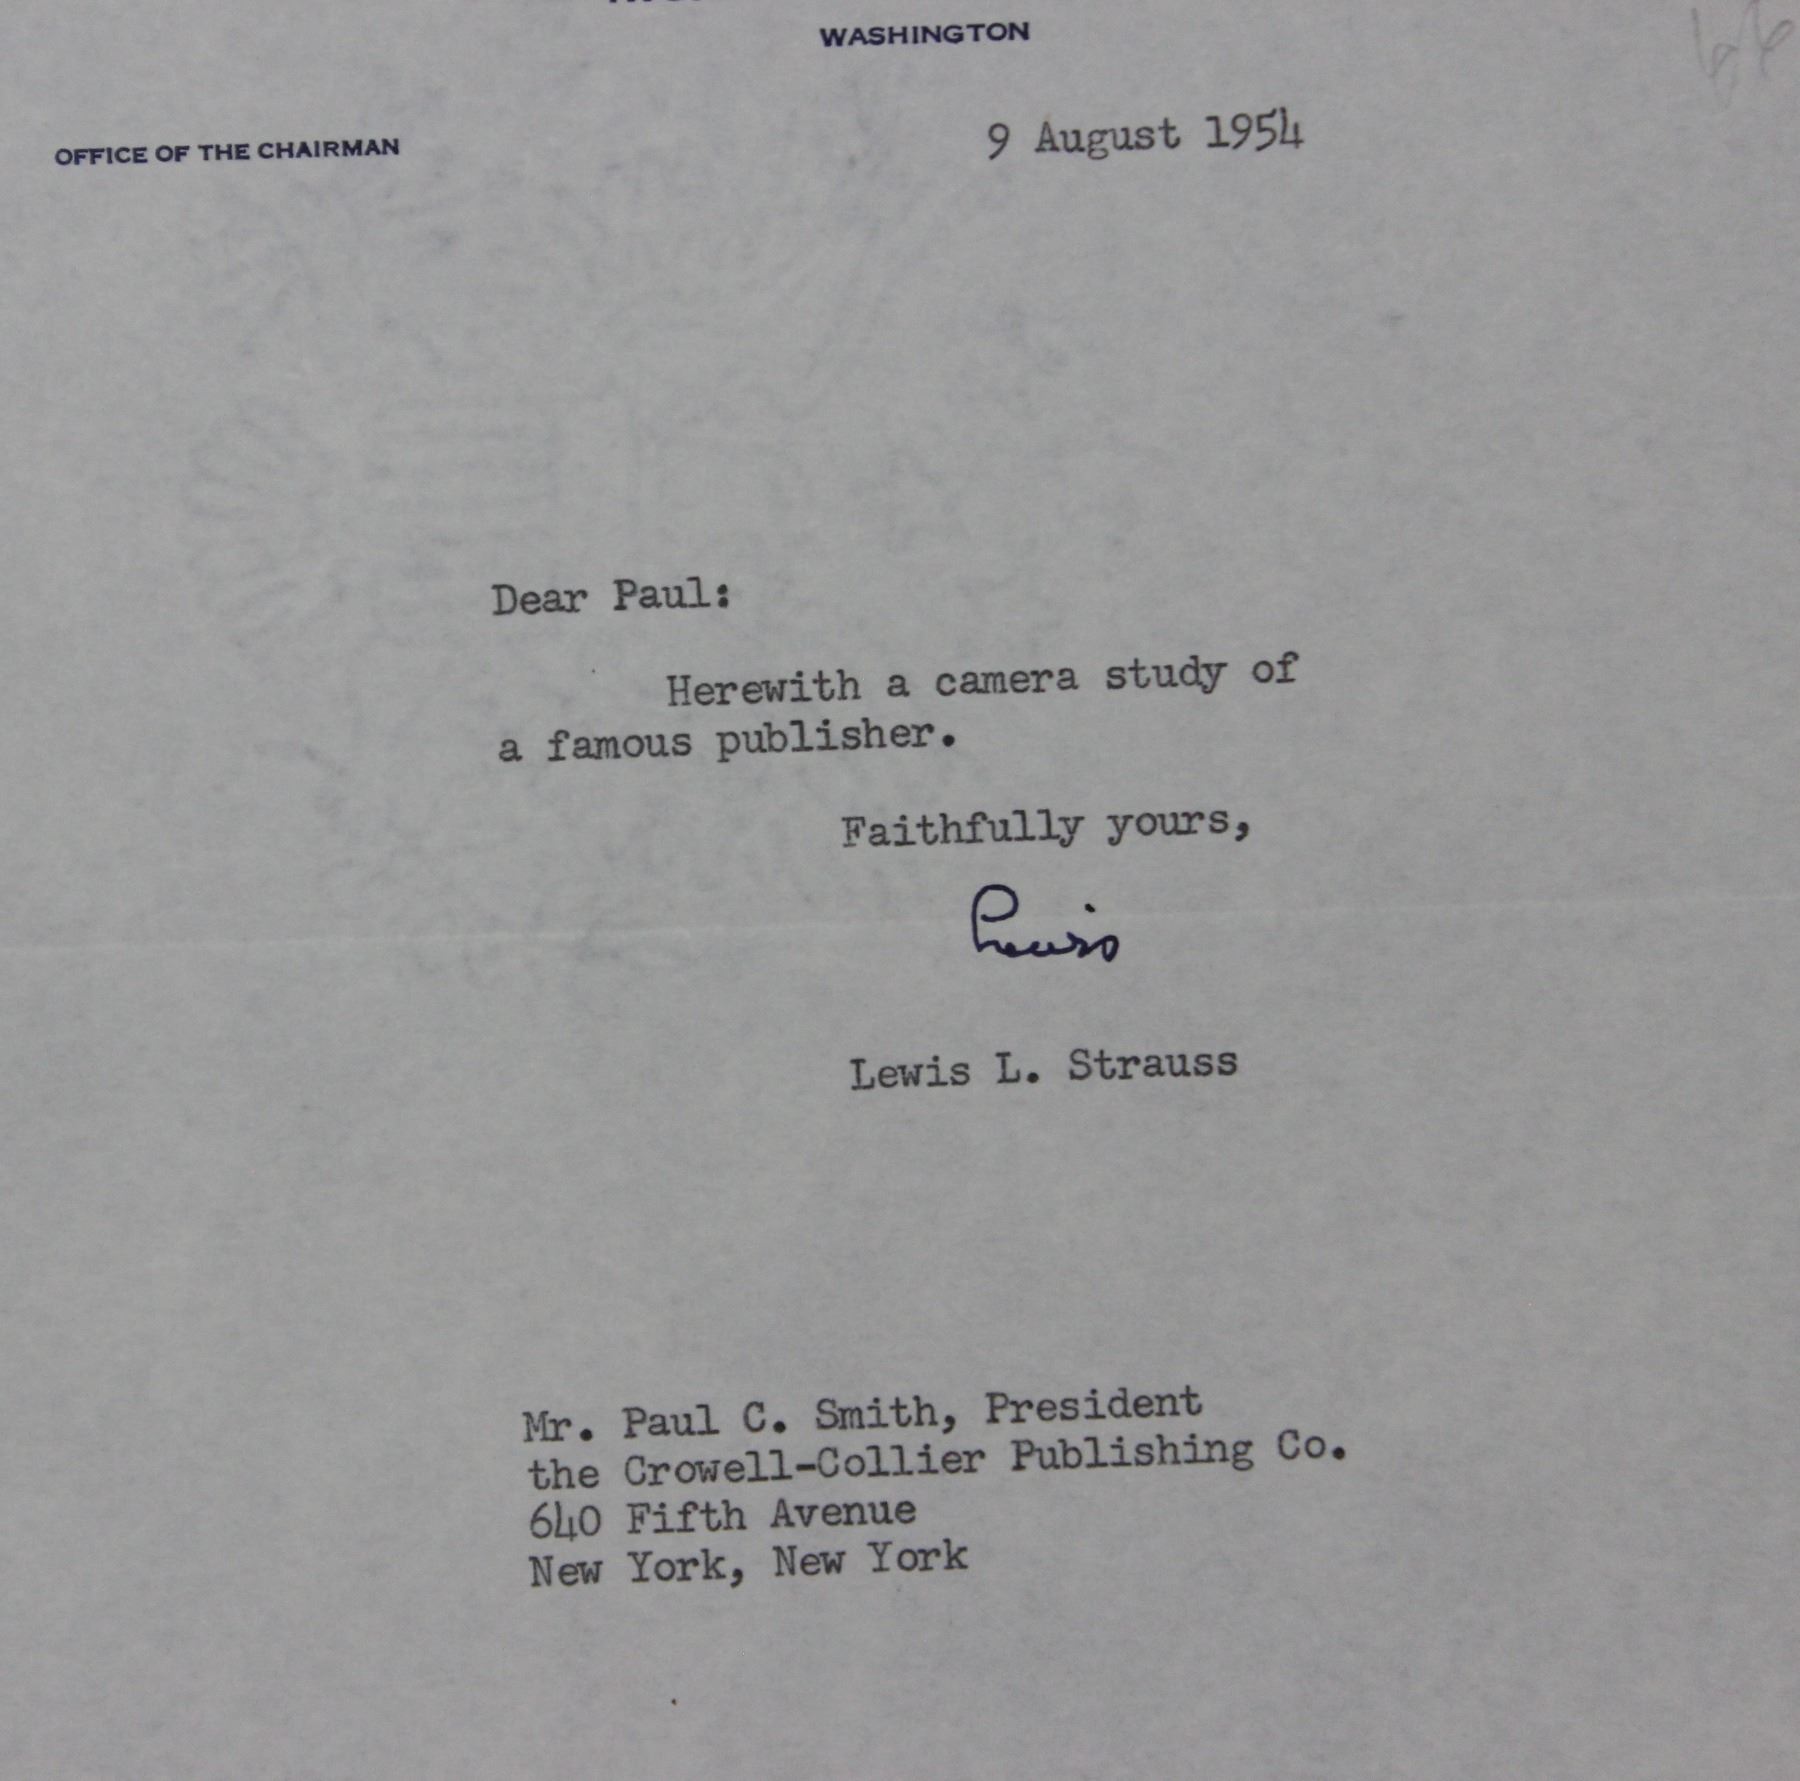 WASHINGTON
OFFICE OF THE CHAIRMAN
9 August 1954
Dear Paul:
Herewith a camera study of
a famous publisher.
Faithfully yours,
Lewis
Lewis L. Strauss
Mr. Paul C. Smith, President
the Crowell-Collier Publishing Co.
640 Fifth Avenue
New York, New York